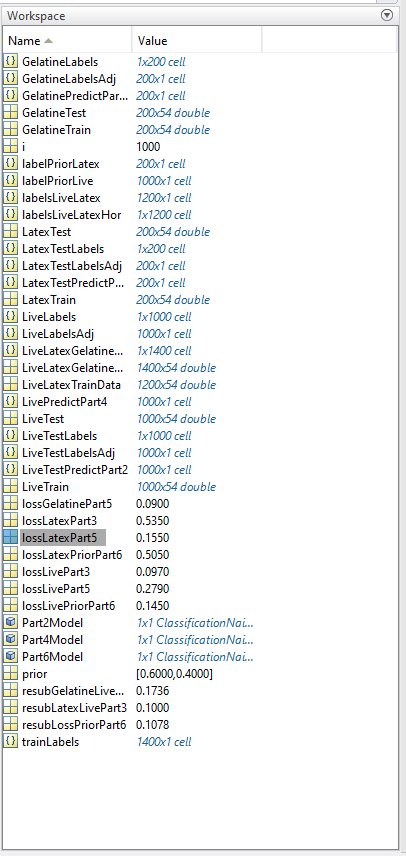 Workspace
Name Value
GelatineLabels 1x200 cell
GelatineLabelsAdj 200x1 cell
GelatinePredictPar... 200x1 cell
GelatineTest 200x54 double
GelatineTrain 200x54 double
i 1000
labelPriorLatex 200x1 cell
labelPriorLive 1000x1 cell
labelsLiveLatex 1200x1 cell
labelsLiveLatexHor 1x1200 cell
LatexTest 200x54 double
LatexTestLabels 1x200 cell
LatexTestLabelsAdj 200x1 cell
LatexTestPredictP... 200x1 cell
LatexTrain 200x54 double
LiveLabels 1x1000 cell
LiveLabelsAdj 1000x1 cell
LiveLatexGelatine... 1x1400 cell
LiveLatexGelatine... 1400x54 double
LiveLatexTrainData 1200x54 double
LivePredictPart4 1000x1 cell
LiveTest 1000x54 double
LiveTestLabels 1x1000 cell
LiveTestLabelsAdj 1000x1 cell
LiveTestPredictPart2 1000x1 cell
LiveTrain 1000x54 double
lossGelatinePart5 0.0900
lossLatexPart3 0.5350
lossLatexPart5 0.1550
lossLatexPriorPart6 0.5050
lossLivePart3 0.0970
lossLivePart5 0.2790
lossLivePriorPart6 0.1450
Part2Model 1x1 ClassificationNai...
Part4Model 1x1 ClassificationNai...
Part6Model 1x1 ClassificationNai...
prior [0.6000,0.4000]
resubGelatineLive... 0.1736
resubLatexLivePart3 0.1000
resubLossPriorPart6 0.1078
trainLabels 1400x1 cell